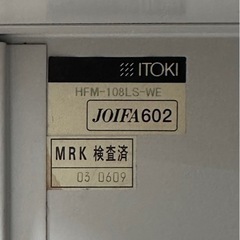 ITOKI
HFM-108LS-WE
JOIFA602
MRK 検査済
03 0609